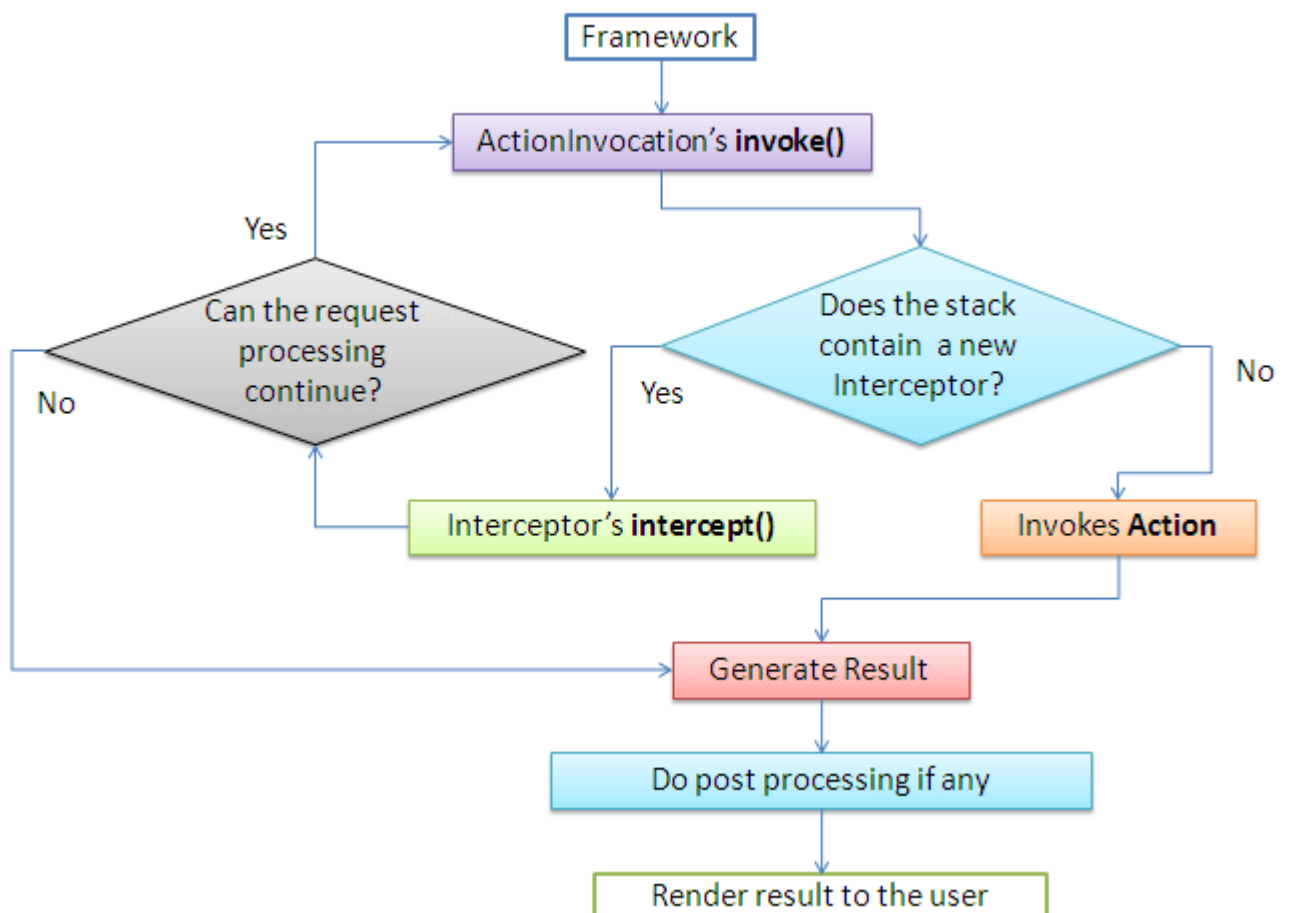 Framework
ActionInvocation's invoke()
Yes
Can the request
processing
continue?
No
Does the stack
contain a new
Interceptor?
Yes
No
Interceptor's intercept()
Invokes Action
Generate Result
Do post processing if any
Render result to the user